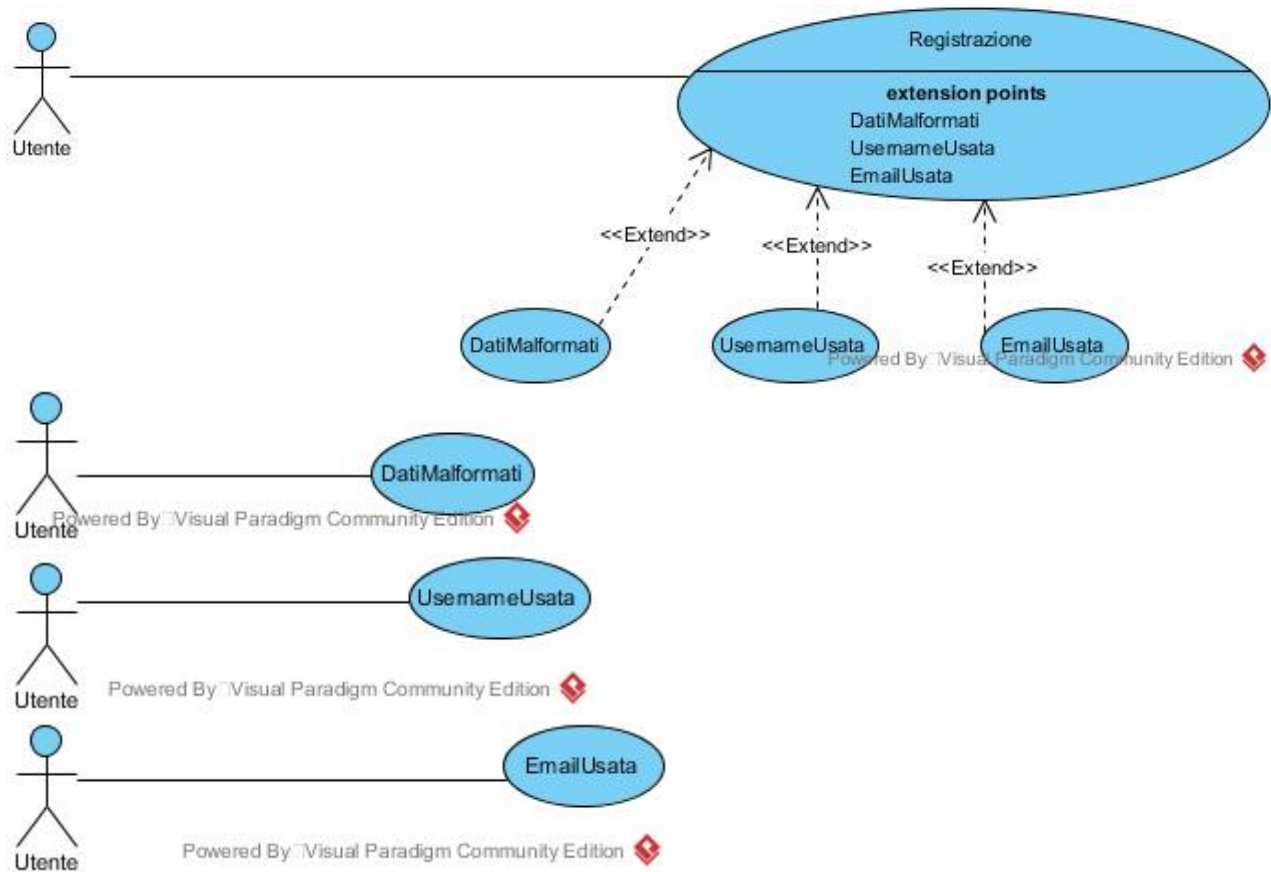 Registrazione
extension points
DatiMalformati
UsernameUsata
EmailUsata
Utente
<<Extend>>
<<Extend>>
<<Extend>>
DatiMalformati
UsernameUsata
EmailUsata
Powered By Visual Paradigm Community Edition
DatiMalformati
Utente
Powered By Visual Paradigm Community Edition
UsernameUsata
Utente
Powered By Visual Paradigm Community Edition
EmailUsata
Utente
Powered By Visual Paradigm Community Edition